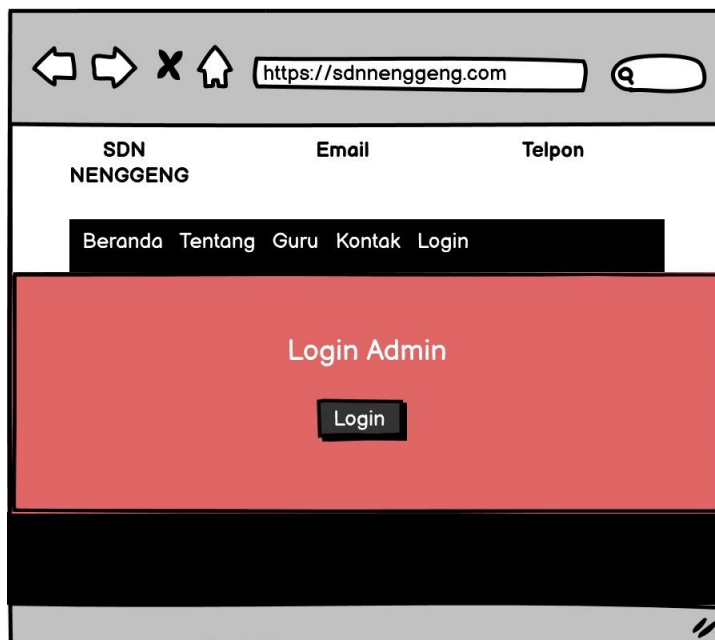 https://sdnnenggeng.com
SDN
NENGGENG
Email
Telpon
Beranda Tentang Guru Kontak Login
Login Admin
Login